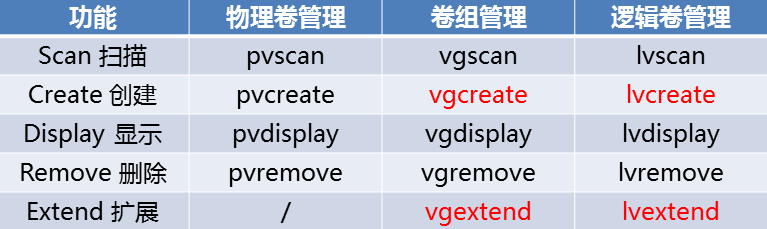 功能 物理卷管理 卷组管理 逻辑卷管理
Scan 扫描 pvscan vgscan lvscan
Create 创建 pvcreate vgcreate lvcreate
Display 显示 pvdisplay vgdisplay lvdisplay
Remove 删除 pvremove vgremove lvremove
Extend 扩展 / vgextend lvextend